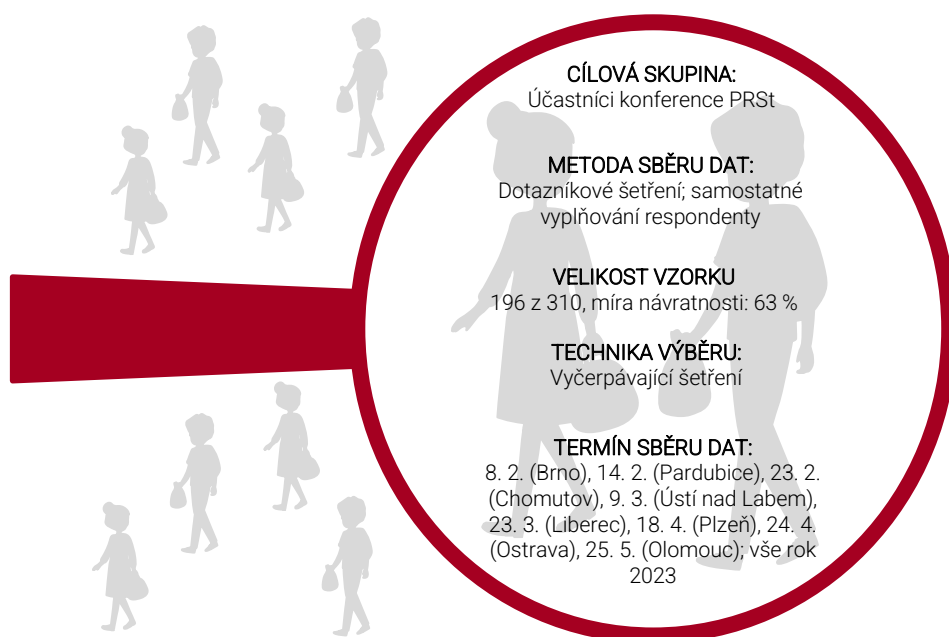 CÍLOVÁ SKUPINA:
Účastníci konference PRSt
METODA SBĚRU DAT:
Dotazníkové šetření; samostatné
vyplňování respondenty
VELIKOST VZORKU
196 z 310, míra návratnosti: 63 %
TECHNIKA VÝBĚRU:
Vyčerpávající šetření
TERMÍN SBĚRU DAT:
8. 2. (Brno), 14. 2. (Pardubice), 23. 2.
(Chomutov), 9. 3. (Ústí nad Labem),
23. 3. (Liberec), 18. 4. (Plzeň), 24. 4.
(Ostrava), 25. 5. (Olomouc); vše rok
2023